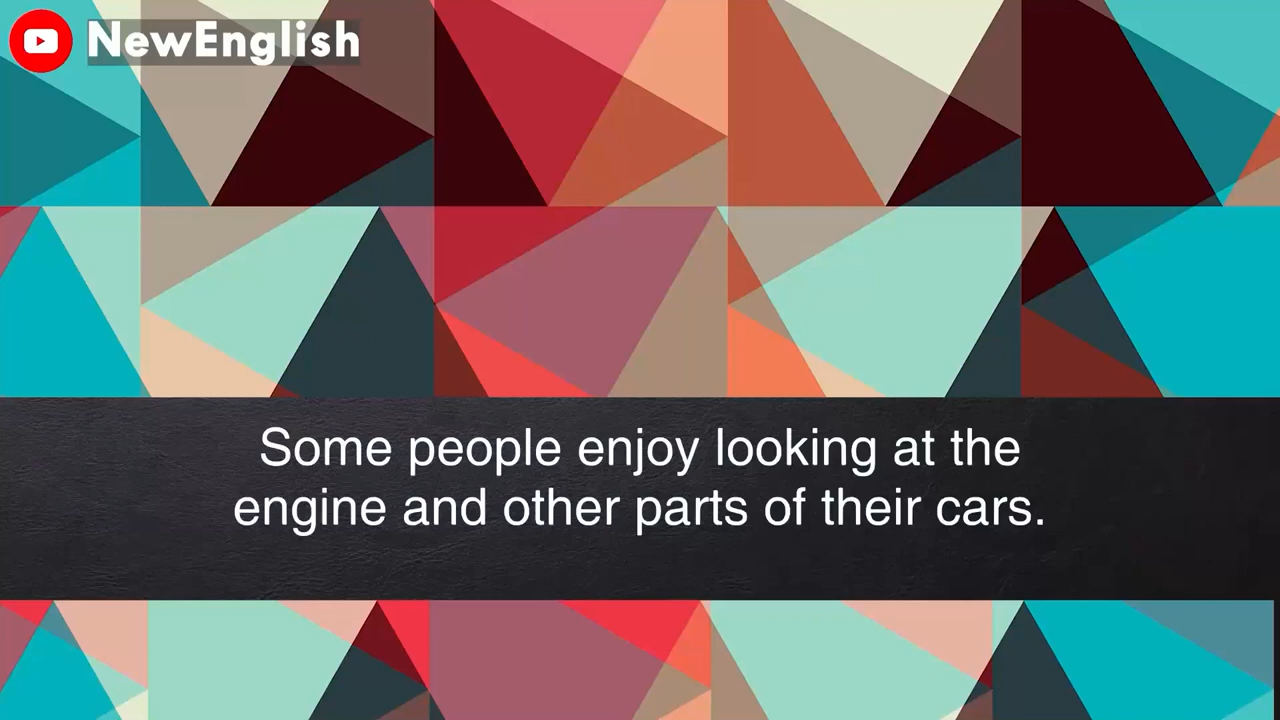 NewEnglish
Some people enjoy looking at the
engine and other parts of their cars.